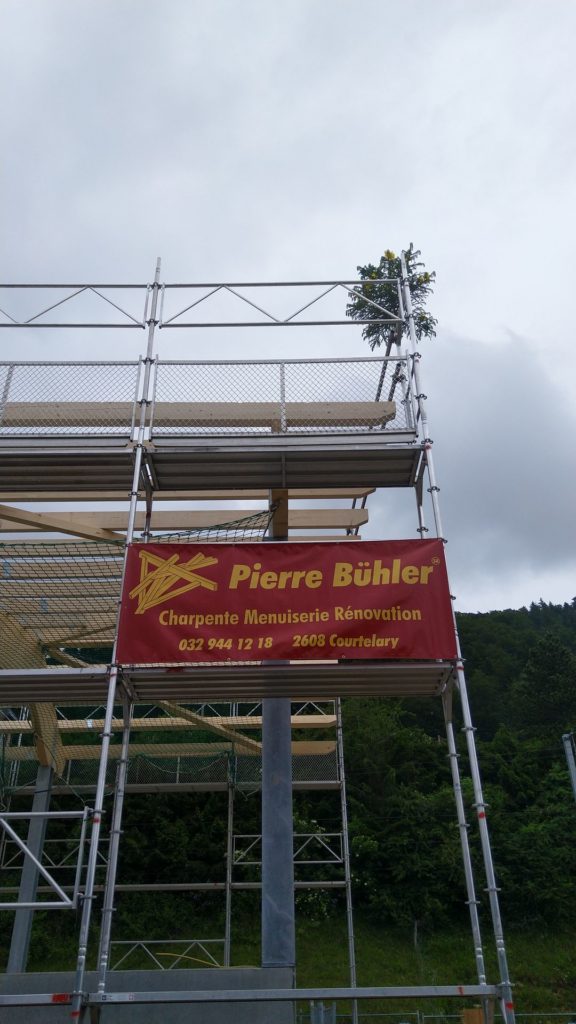 Pierre Bühler
Charpente Menuiserie Rénovation
032 944 12 18 2608 Courtelary